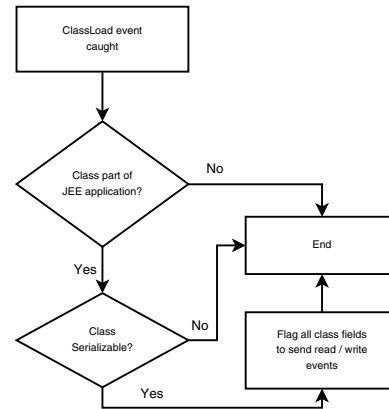 ClassLoad event
caught
Class part of
JEE application?
No
End
Yes
Class
Serializable?
No
Flag all class fields
to send read / write
events
Yes